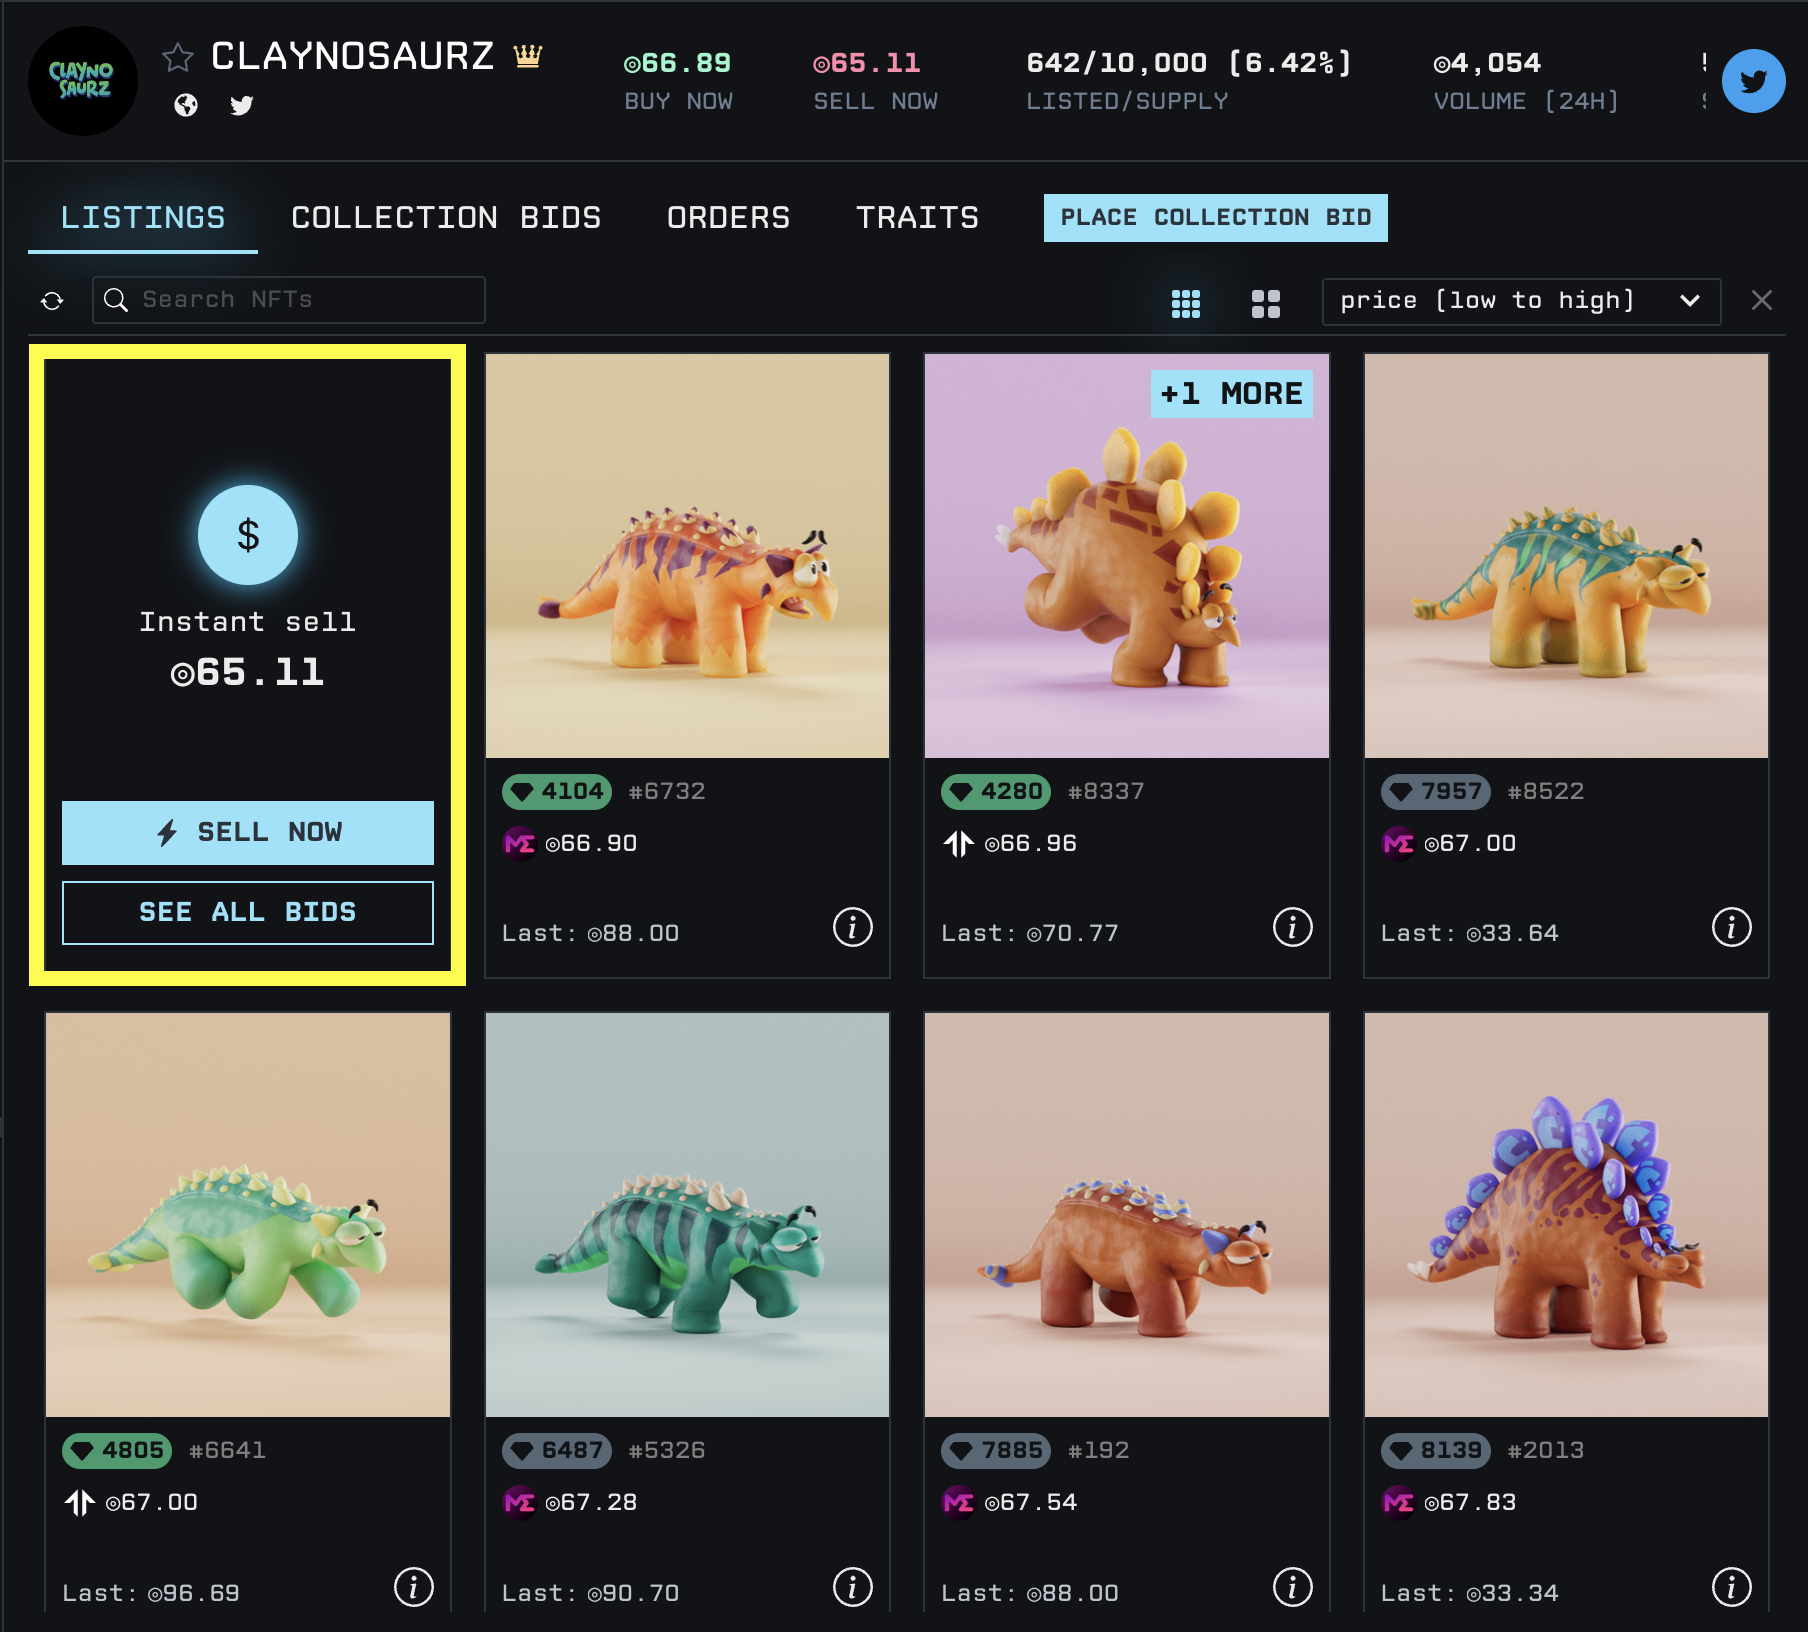 CLAYNO
SAURZ
CLAYNOSAURZ
◎66.89
BUY NOW
◎65.11
SELL NOW
642/10,000 [6.42%]
LISTED/SUPPLY
◎4,054
VOLUME [24H]
LISTINGS
COLLECTION BIDS
ORDERS
TRAITS
PLACE COLLECTION BID
Search NFTs
price [low to high]
$
Instant sell
◎65.11
SELL NOW
SEE ALL BIDS
4104 #6732
ME ◎66.90
Last: ◎88.00
+1 MORE
4280 #8337
◎66.96
Last: ◎70.77
7957 #8522
ME ◎67.00
Last: ◎33.64
4805 #6641
◎67.00
Last: ◎96.69
6487 #5326
ME ◎67.28
Last: ◎90.70
7885 #192
ME ◎67.54
Last: ◎88.00
8139 #2013
ME ◎67.83
Last: ◎33.34